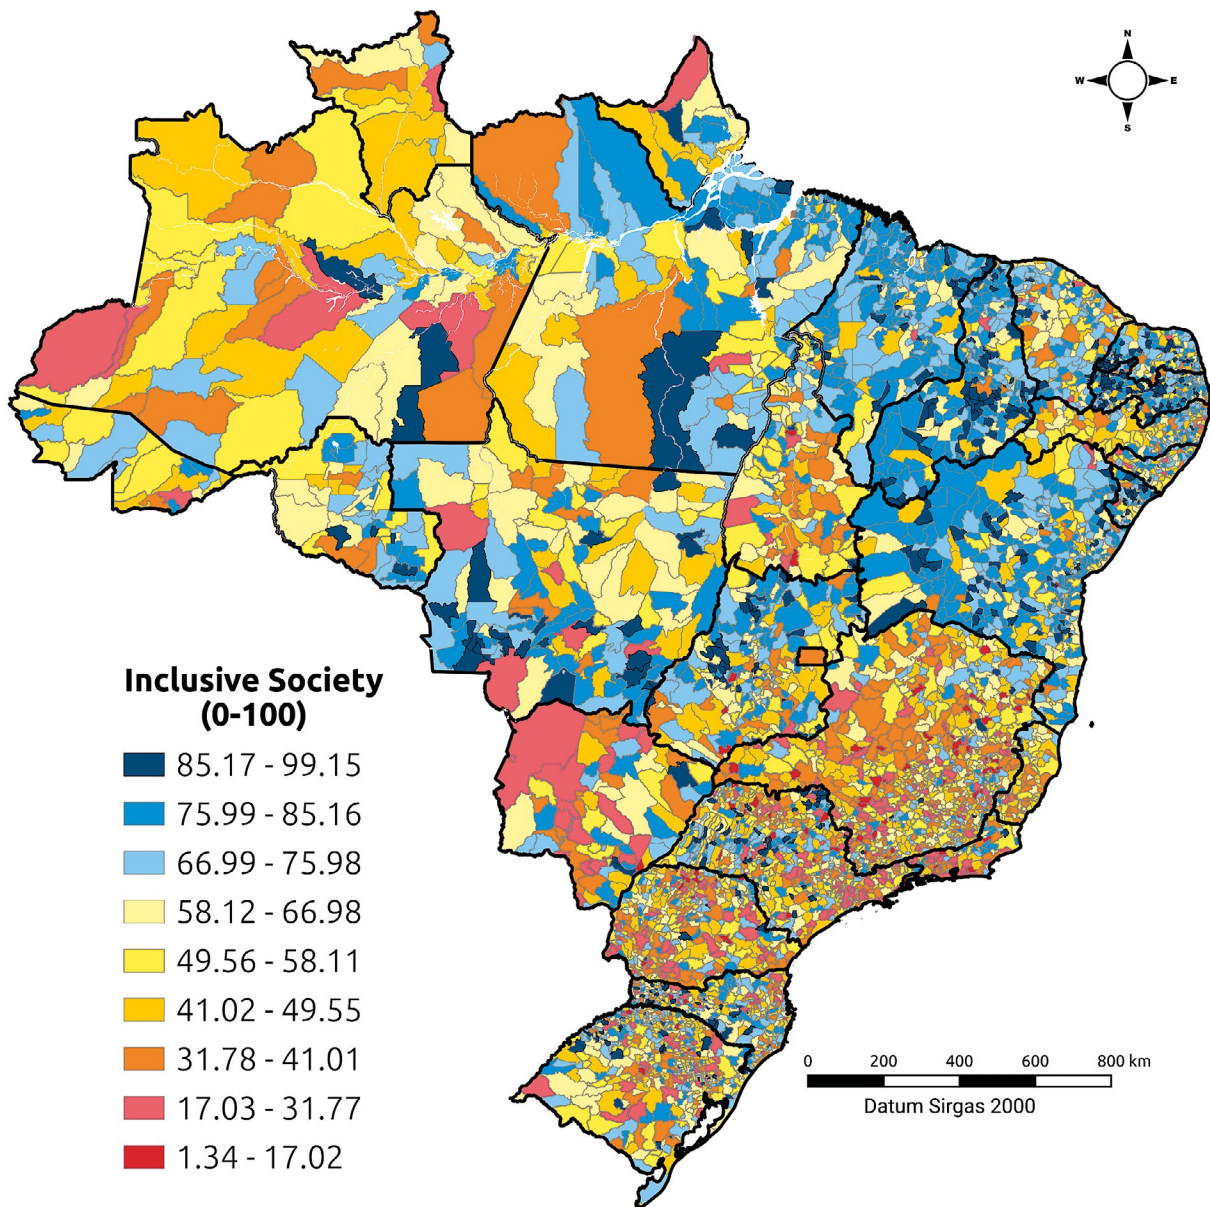 N
W E
S
Inclusive Society
(0-100)
85.17 - 99.15
75.99 - 85.16
66.99 - 75.98
58.12 - 66.98
49.56 - 58.11
41.02 - 49.55
31.78 - 41.01
17.03 - 31.77
1.34 - 17.02
0 200 400 600 800 km
Datum Sirgas 2000